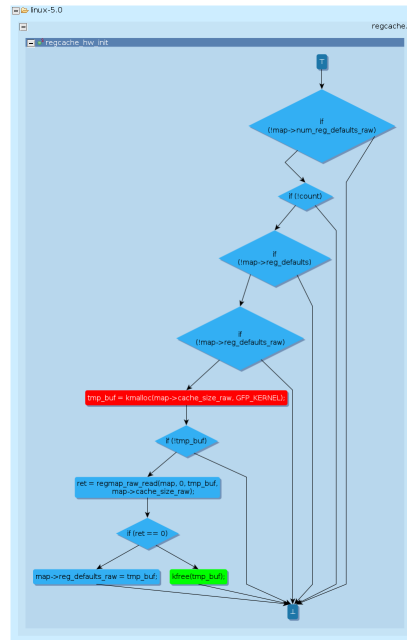 linux-5.0
regcache.
regcache_hw_init
⊤
if
(!map->num_reg_defaults_raw)
if (!count)
if
(!map->reg_defaults)
if
(!map->reg_defaults_raw)
tmp_buf = kmalloc(map->cache_size_raw, GFP_KERNEL);
if (!tmp_buf)
ret = regmap_raw_read(map, 0, tmp_buf,
map->cache_size_raw);
if (ret == 0)
map->reg_defaults_raw = tmp_buf;
kfree(tmp_buf);
⊥